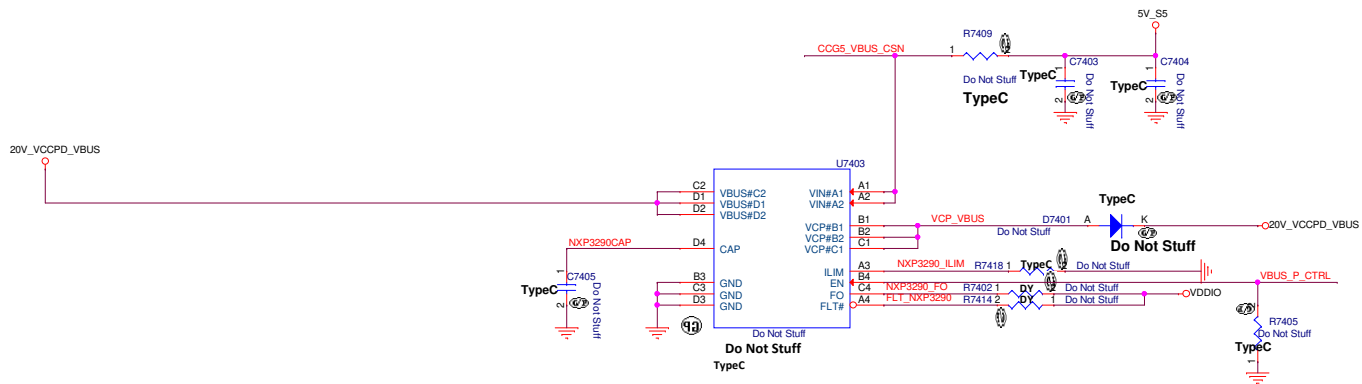 5V_S5
CCG5_VBUS_CSN
1
R7409
2
Do Not Stuff
TypeC
1
C7403
TypeC
2
Do Not Stuff
1
C7404
TypeC
2
Do Not Stuff
20V_VCCPD_VBUS
U7403
C2 VBUS#C2 VIN#A1 A1
D1 VBUS#D1 VIN#A2 A2
D2 VBUS#D2
VCP#B1 B1 VCP_VBUS D7401 A TypeC K 20V_VCCPD_VBUS
VCP#B2 B2 Do Not Stuff
VCP#C1 C1 Do Not Stuff
NXP3290CAP D4 CAP
ILIM A3 NXP3290_ILIM R7418 1 TypeC 2 Do Not Stuff
B3 GND EN B4 VBUS_P_CTRL
C3 GND FO C4 NXP3290_FO R7402 1 DY 2 Do Not Stuff VDDIO
D3 GND FLT# A4 FLT_NXP3290 R7414 2 DY 1 Do Not Stuff
1
C7405
TypeC
2
Do Not Stuff
Do Not Stuff
Do Not Stuff
TypeC
2
R7405
Do Not Stuff
TypeC
1